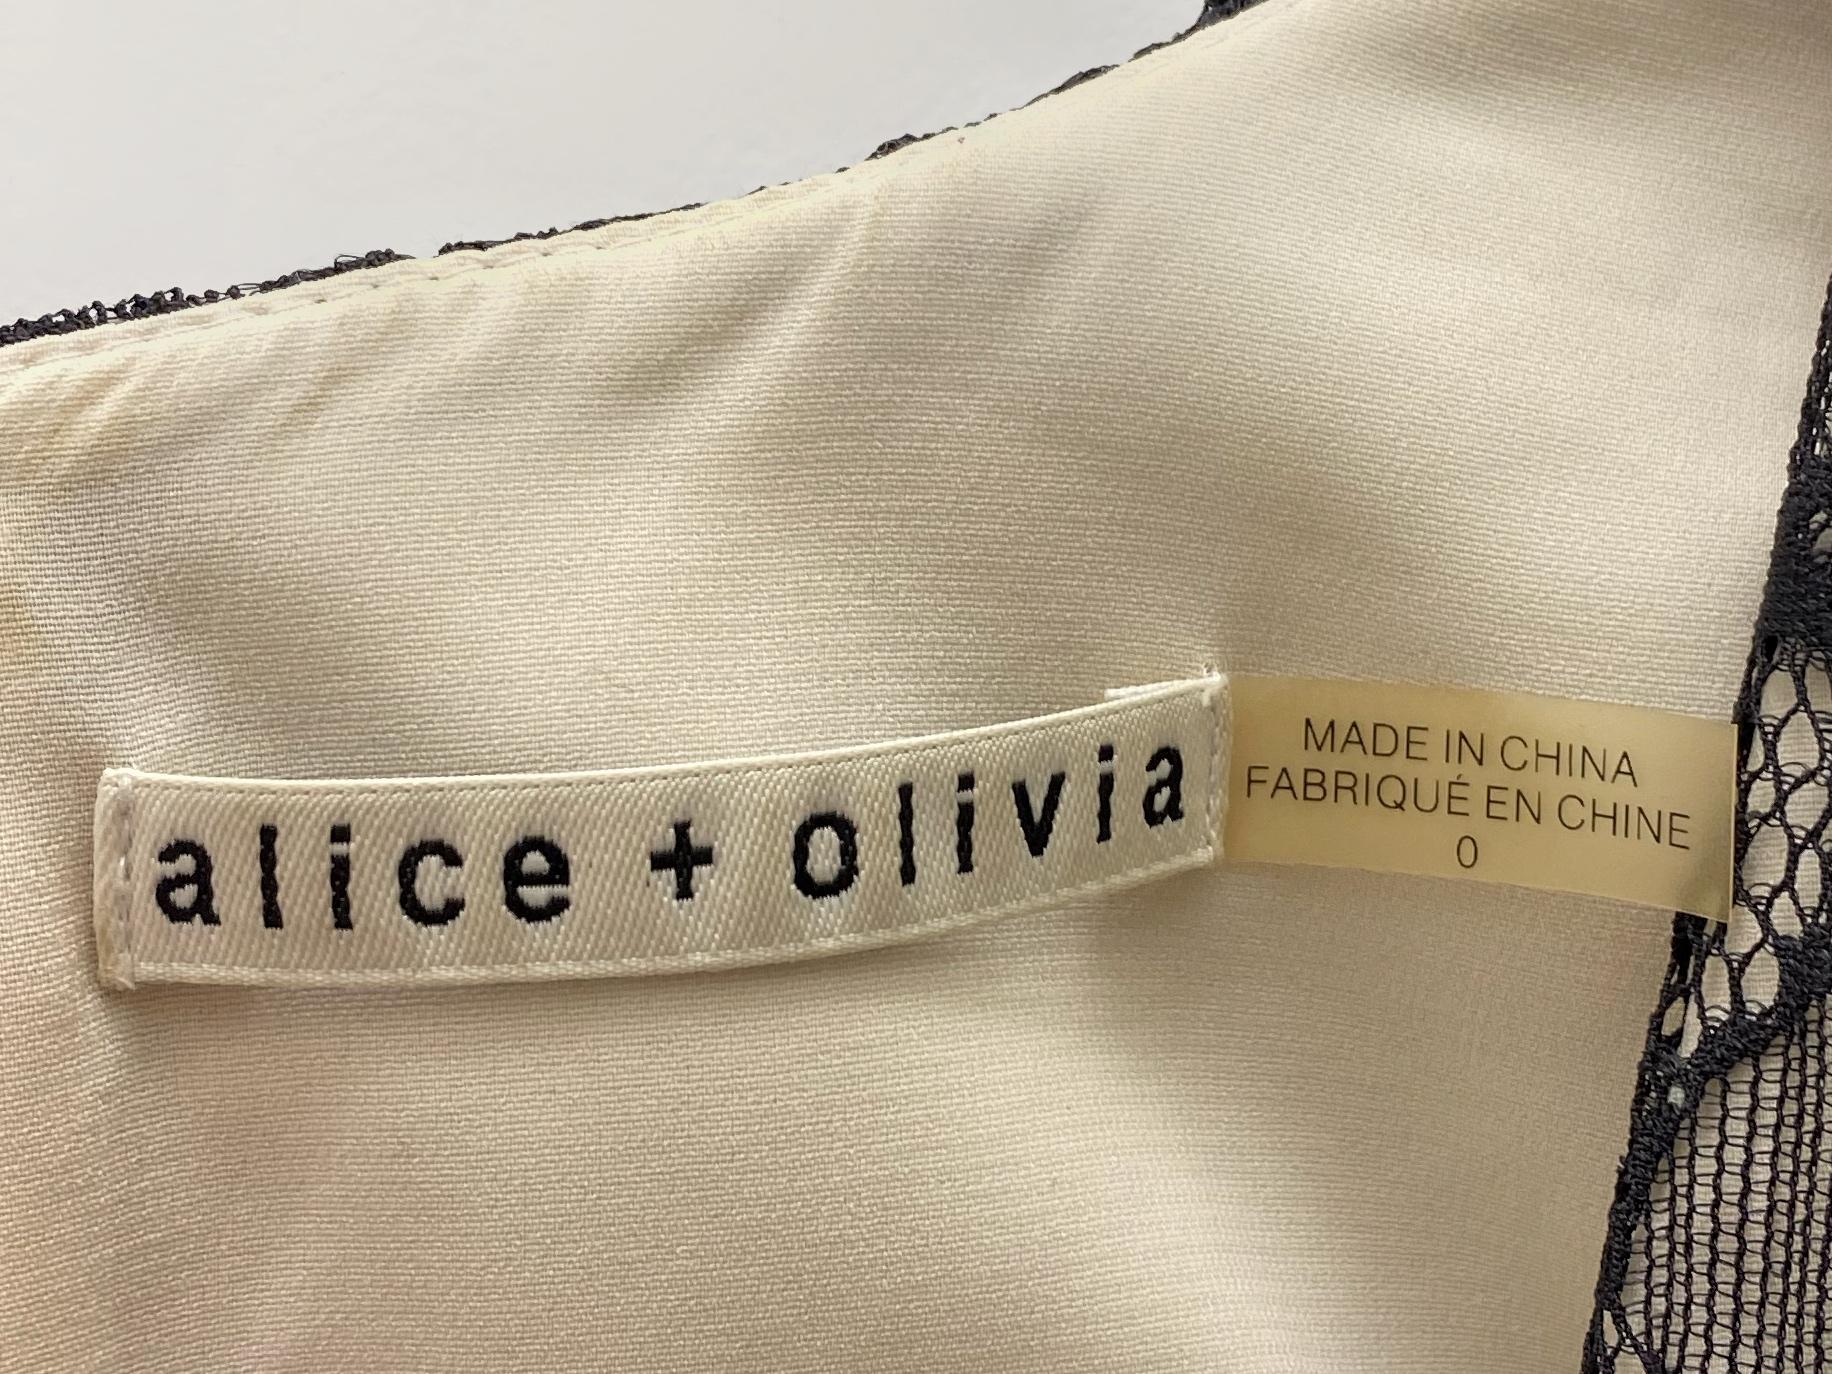 alice + olivia
MADE IN CHINA
FABRIQUÉ EN CHINE
0